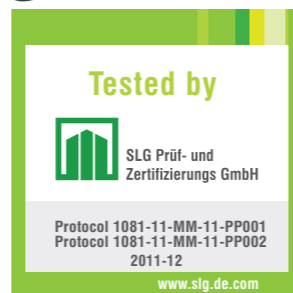 Tested by
SLG Prüf- und
Zertifizierungs GmbH
Protocol 1081-11-MM-11-PP001
Protocol 1081-11-MM-11-PP002
2011-12
www.slg.de.com